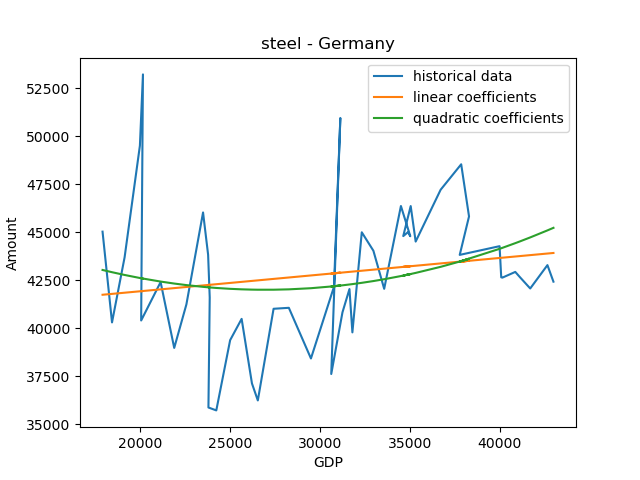 steel - Germany
historical data
linear coefficients
quadratic coefficients
52500
50000
47500
45000
42500
40000
37500
35000
Amount
20000 25000 30000 35000 40000
GDP